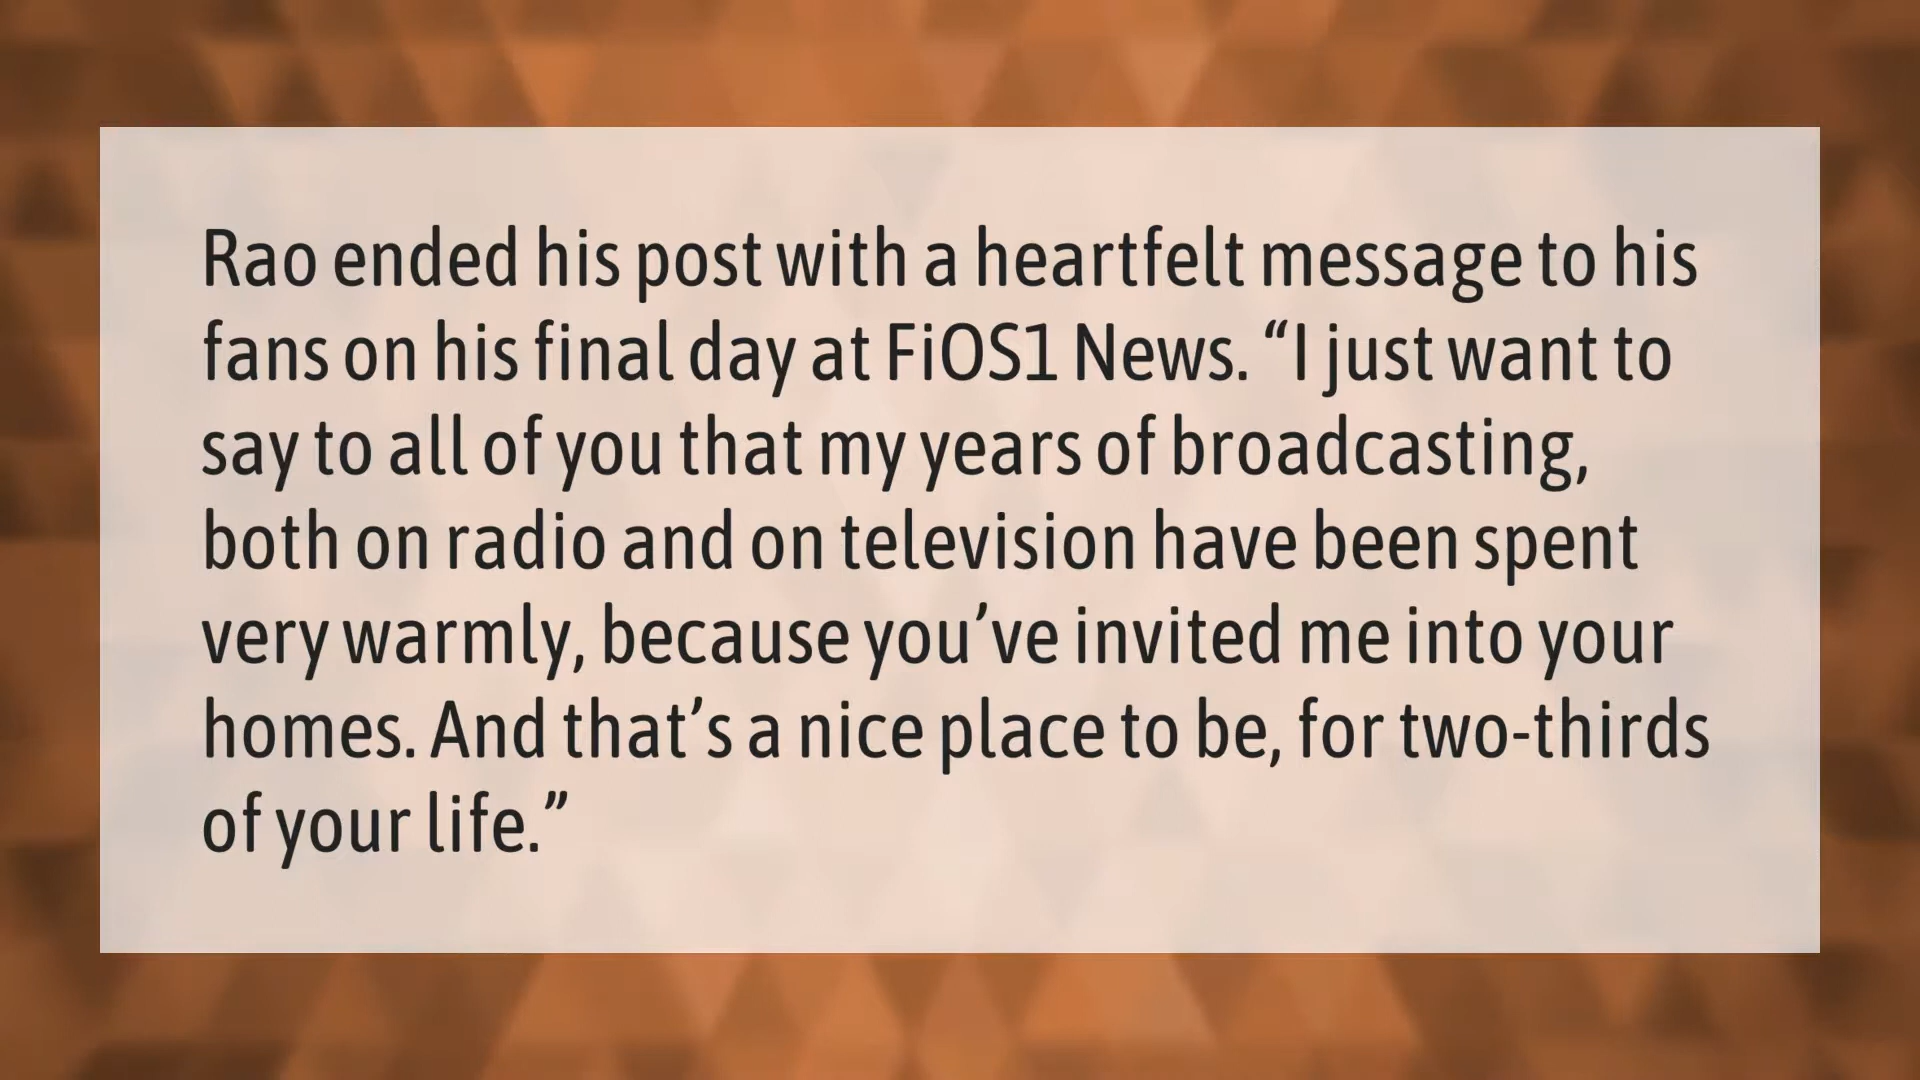 Rao ended his post with a heartfelt message to his
fans on his final day at FiOS1 News. “I just want to
say to all of you that my years of broadcasting,
both on radio and on television have been spent
very warmly, because you’ve invited me into your
homes. And that’s a nice place to be, for two-thirds
of your life.”